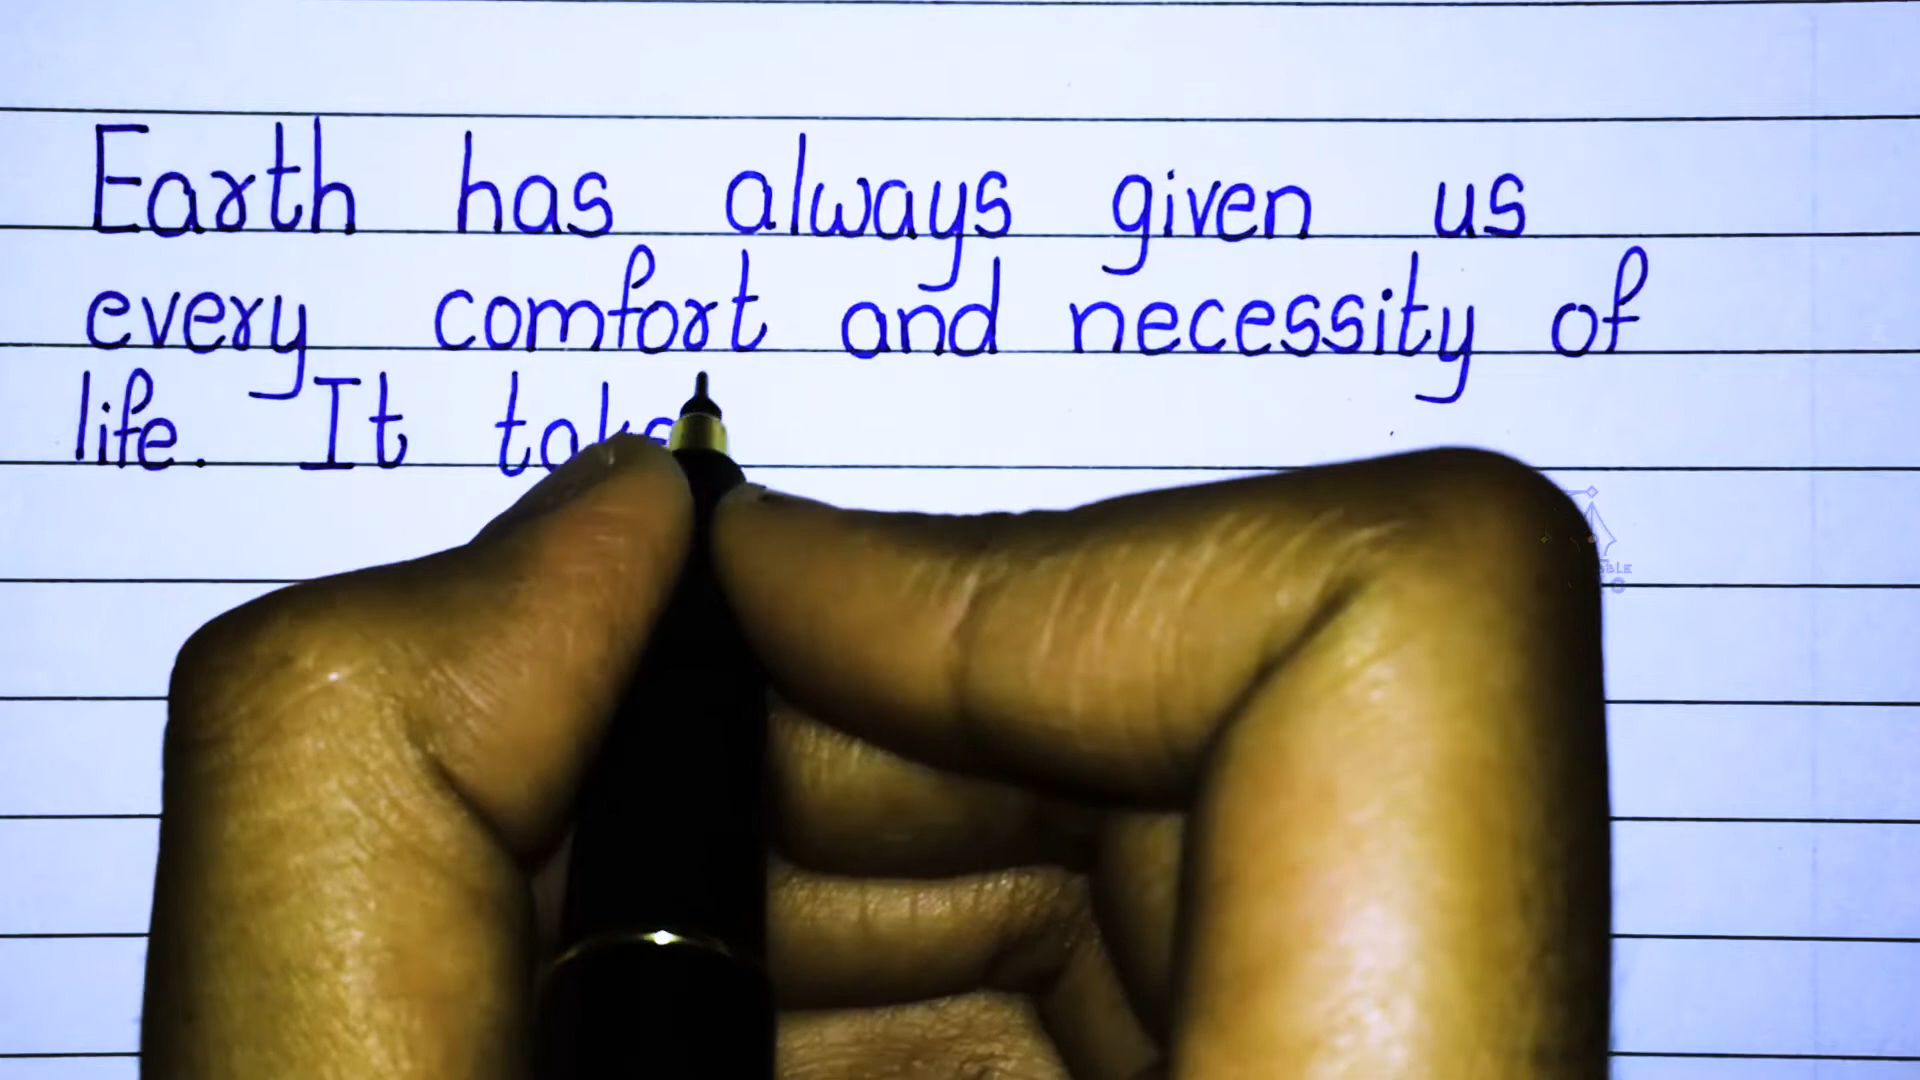 Earth has always given us
every comfort and necessity of
life. It